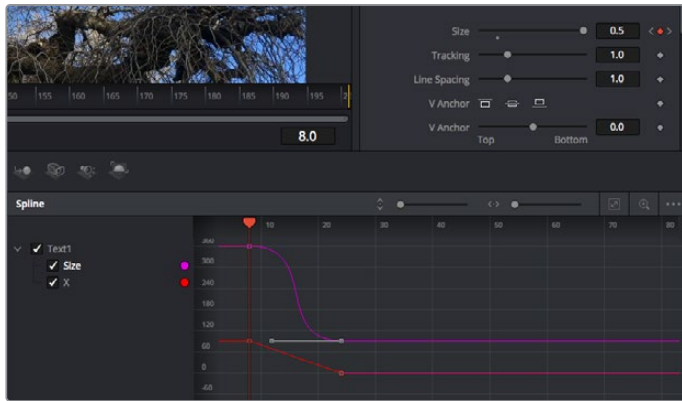 Size 0.5
Tracking 1.0
Line Spacing 1.0
V Anchor
V Anchor 0.0
Top Bottom
155 160 165 170 175 180 185 190 195
8.0
Spline
10 20 30 40 50 60 70 80
Text1
Size
X
300
240
180
120
60
0
-60